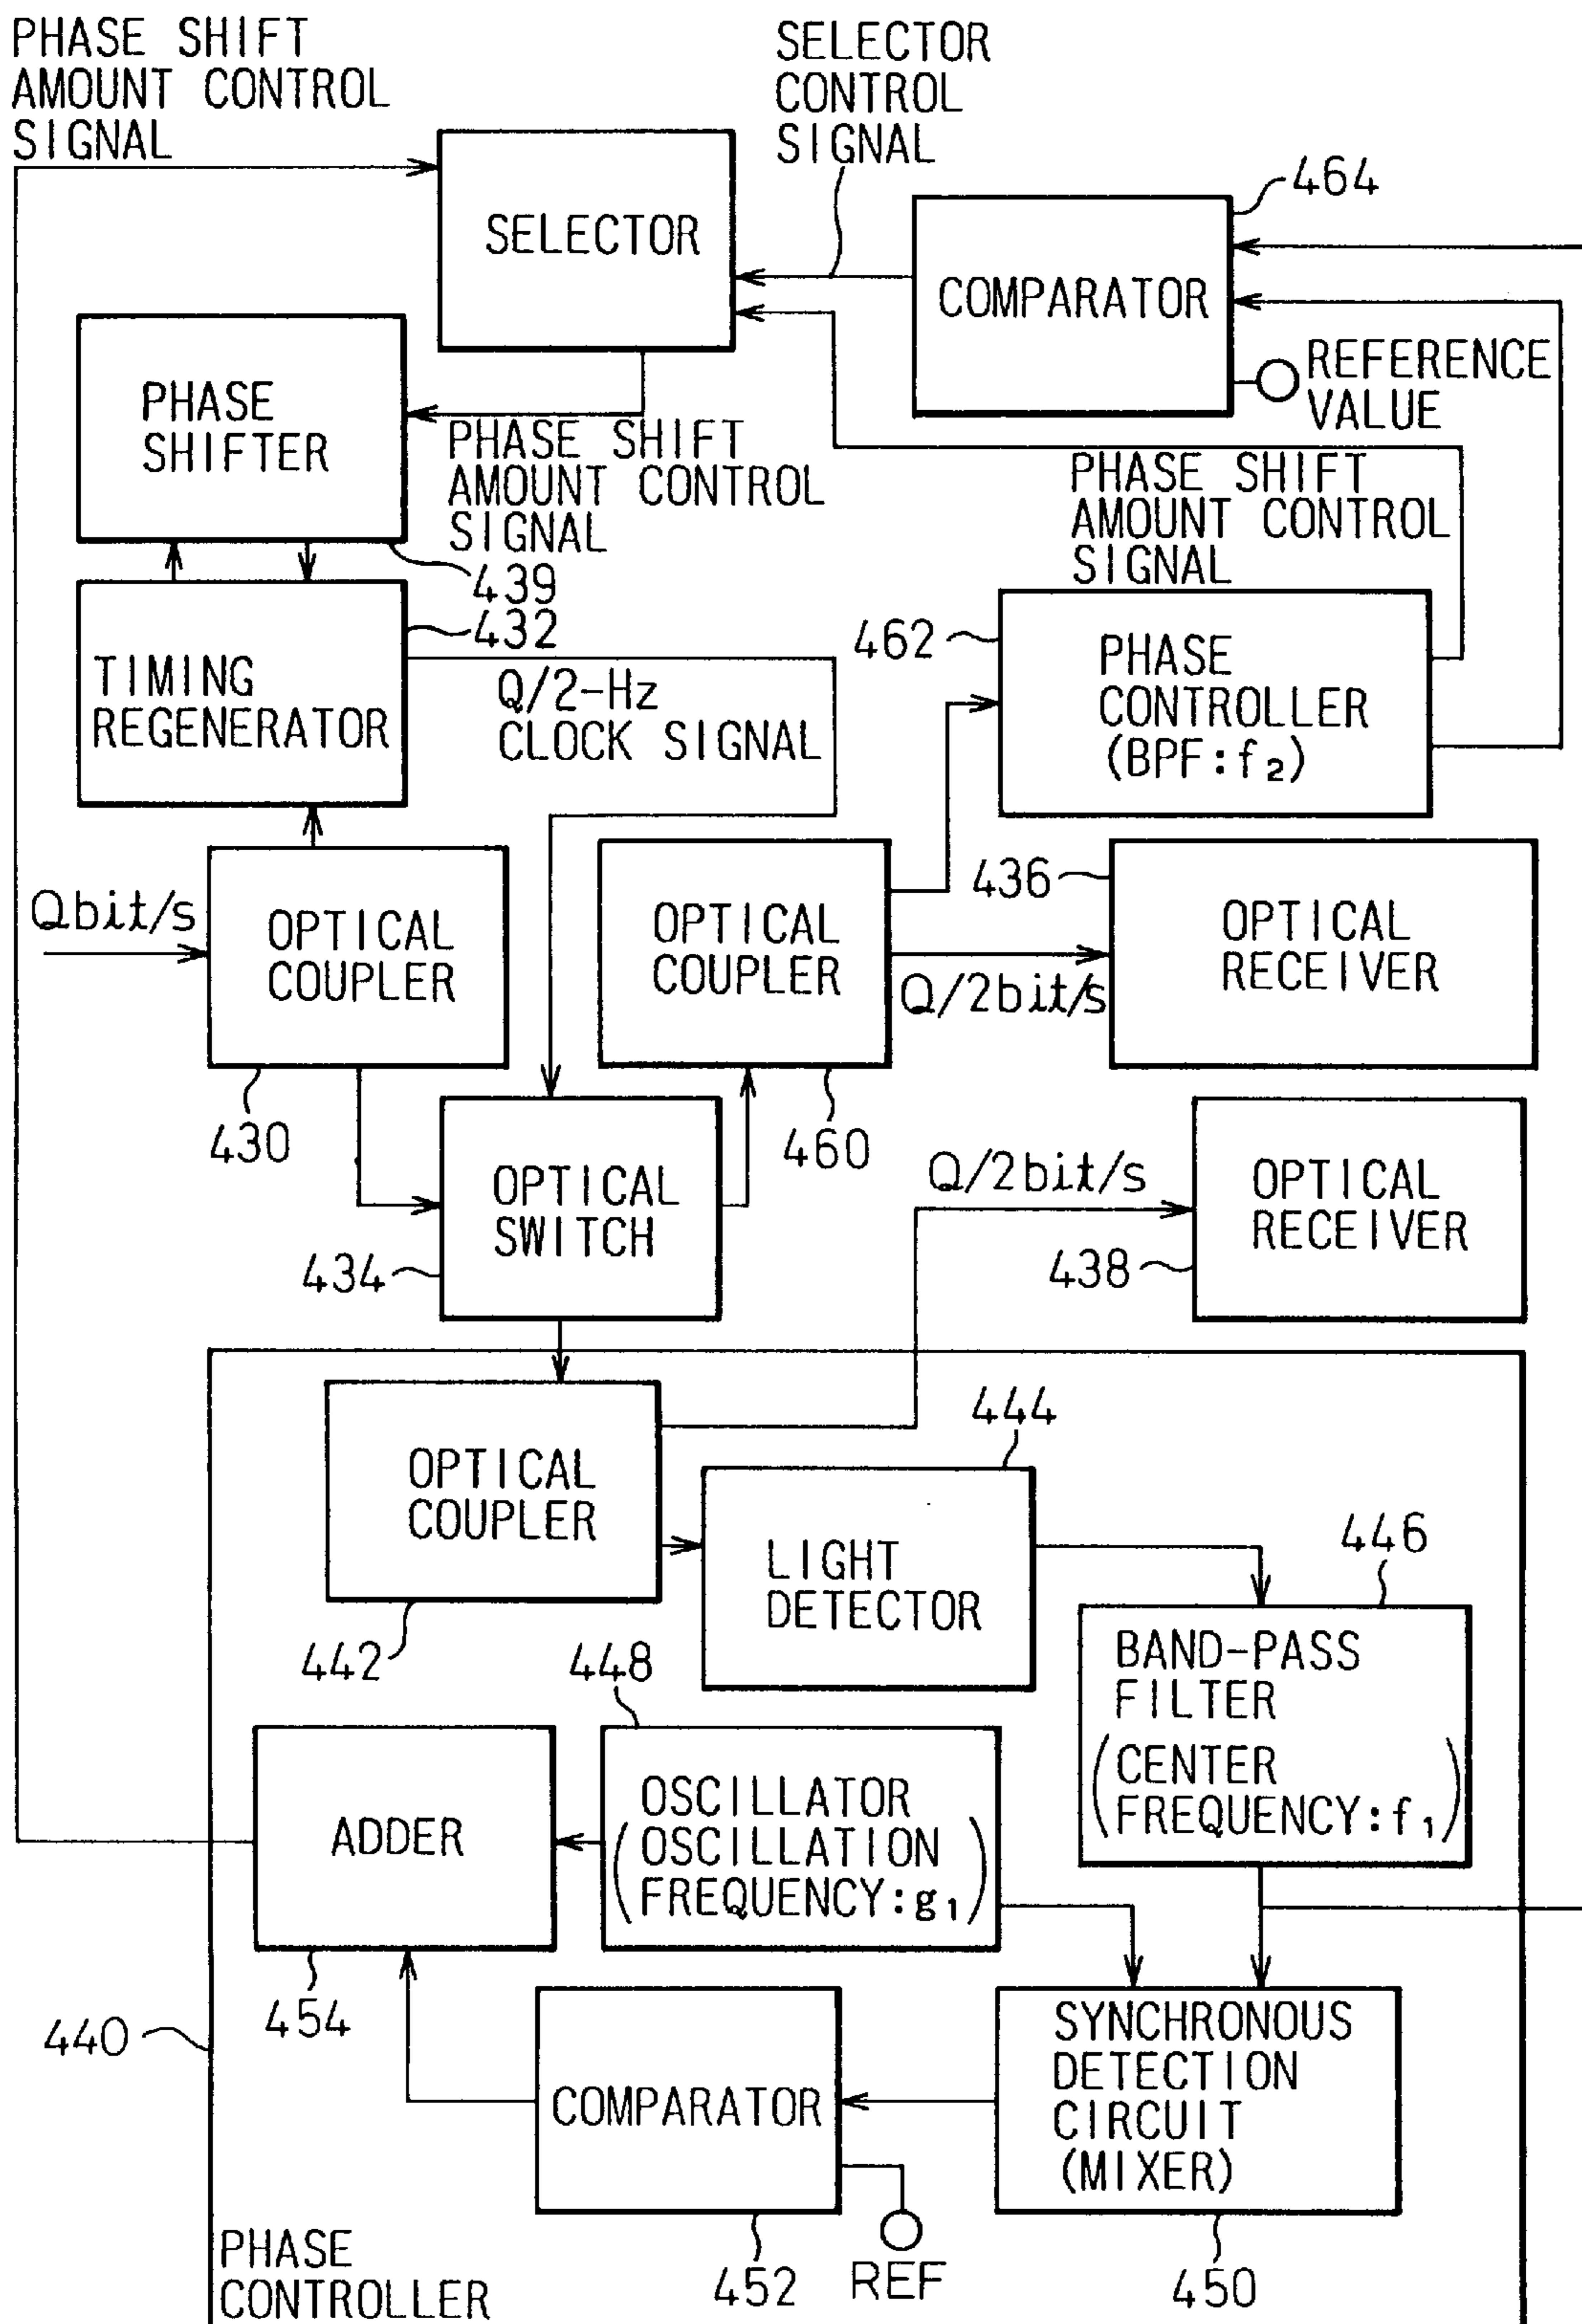 PHASE SHIFT
AMOUNT CONTROL
SIGNAL
SELECTOR
CONTROL
SIGNAL
SELECTOR
464
COMPARATOR
REFERENCE
VALUE
PHASE
SHIFTER
PHASE SHIFT
AMOUNT CONTROL
SIGNAL
PHASE SHIFT
AMOUNT CONTROL
SIGNAL
439
432
TIMING
REGENERATOR
Q/2-Hz
CLOCK SIGNAL
462
PHASE
CONTROLLER
(BPF:f₂)
Qbit/s
OPTICAL
COUPLER
430
OPTICAL
COUPLER
460
Q/2bit/s
436
OPTICAL
RECEIVER
OPTICAL
SWITCH
434
Q/2bit/s
OPTICAL
RECEIVER
438
OPTICAL
COUPLER
442
444
LIGHT
DETECTOR
446
BAND-PASS
FILTER
(CENTER
FREQUENCY:f₁)
448
OSCILLATOR
(OSCILLATION
FREQUENCY:g₁)
ADDER
454
440
COMPARATOR
452
REF
SYNCHRONOUS
DETECTION
CIRCUIT
(MIXER)
450
PHASE
CONTROLLER